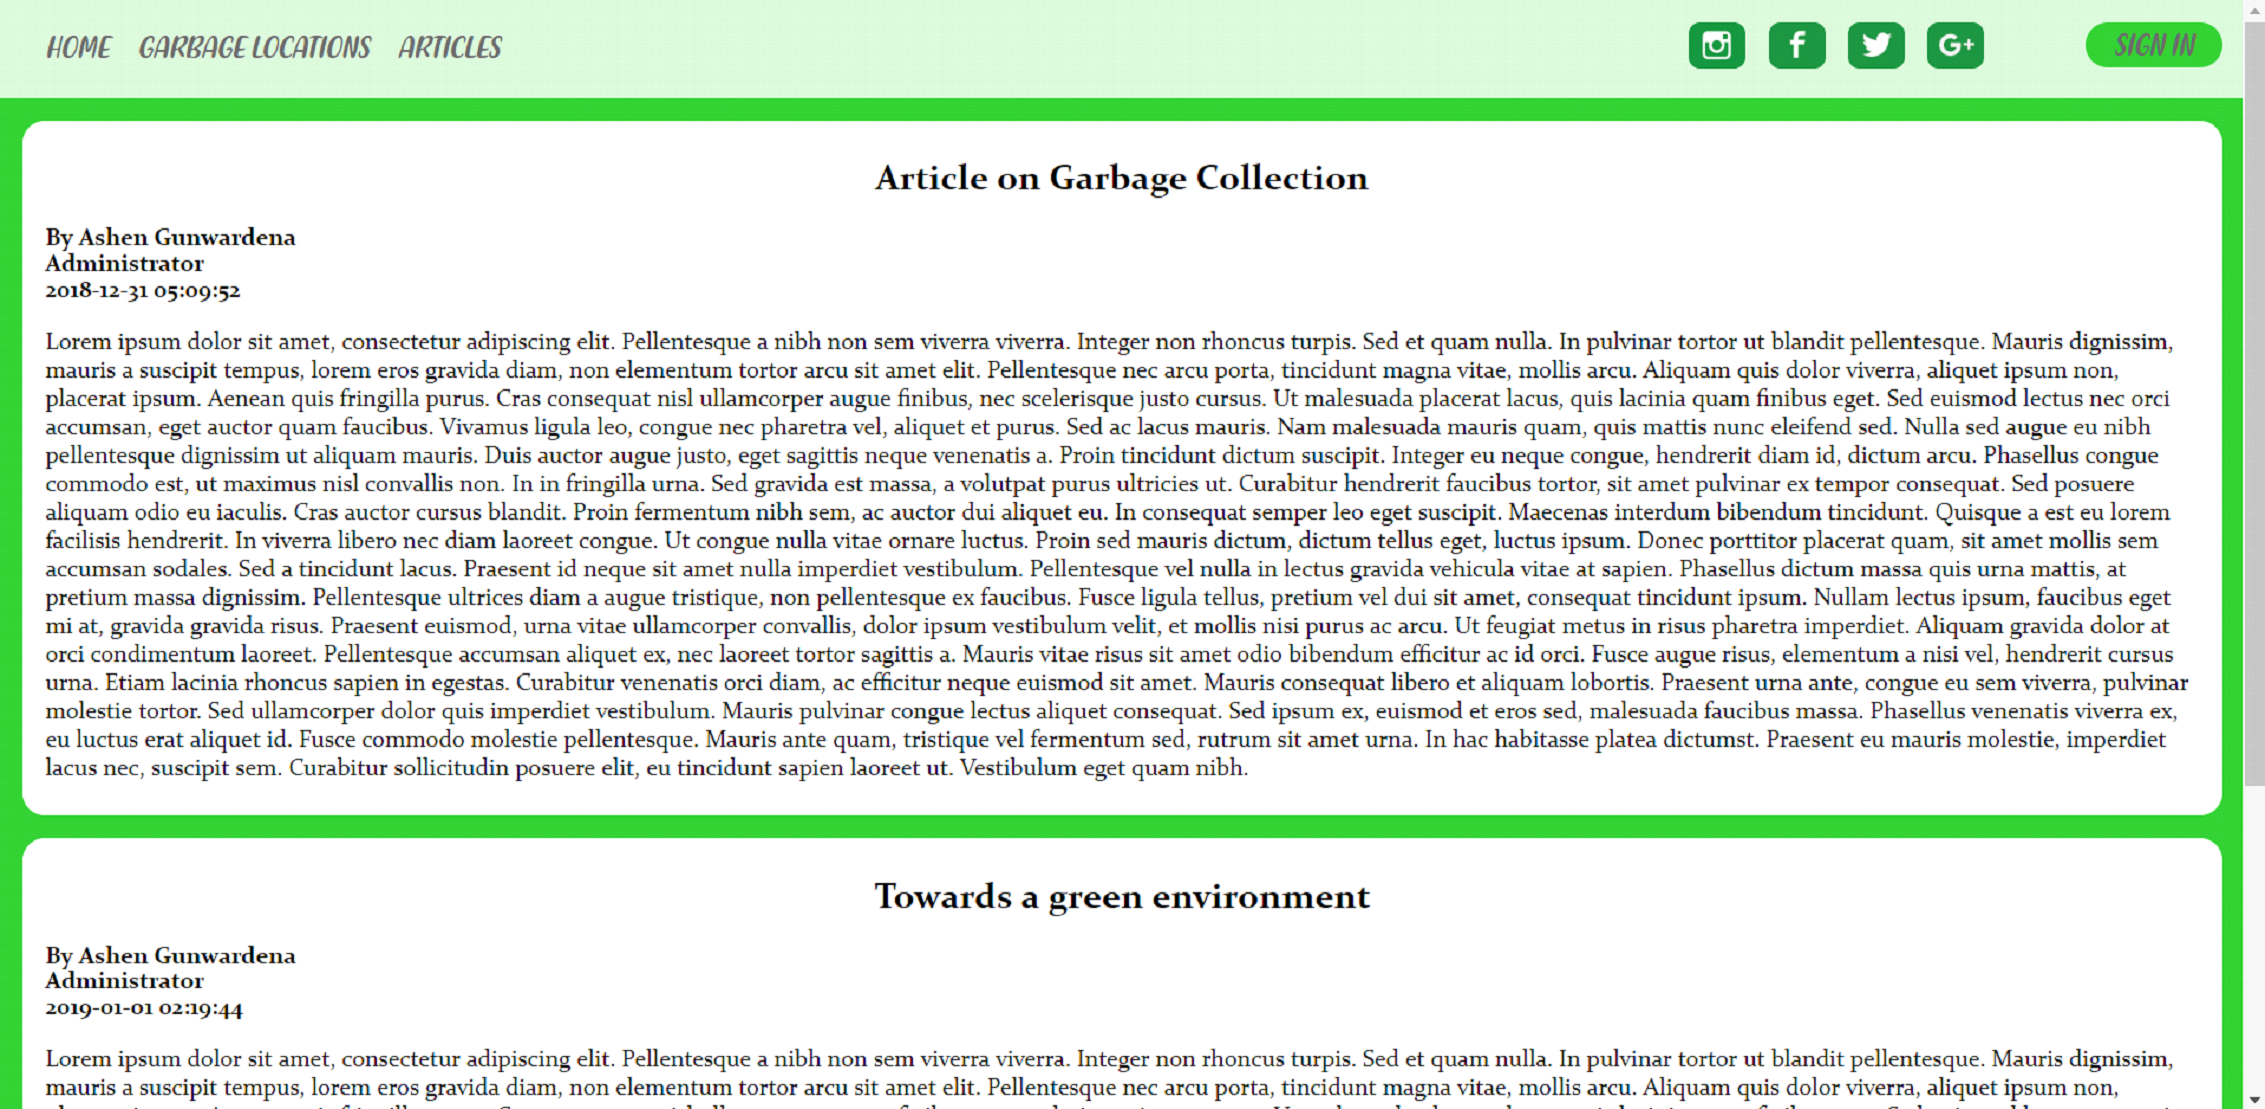 HOME GARBAGE LOCATIONS ARTICLES G+ SIGN IN
Article on Garbage Collection
By Ashen Gunwardena
Administrator
2018-12-31 05:09:52
Lorem ipsum dolor sit amet, consectetur adipiscing elit. Pellentesque a nibh non sem viverra viverra. Integer non rhoncus turpis. Sed et quam nulla. In pulvinar tortor ut blandit pellentesque. Mauris dignissim,
mauris a suscipit tempus, lorem eros gravida diam, non elementum tortor arcu sit amet elit. Pellentesque nec arcu porta, tincidunt magna vitae, mollis arcu. Aliquam quis dolor viverra, aliquet ipsum non,
placerat ipsum. Aenean quis fringilla purus. Cras consequat nisl ullamcorper augue finibus, nec scelerisque justo cursus. Ut malesuada placerat lacus, quis lacinia quam finibus eget. Sed euismod lectus nec orci
accumsan, eget auctor quam faucibus. Vivamus ligula leo, congue nec pharetra vel, aliquet et purus. Sed ac lacus mauris. Nam malesuada mauris quam, quis mattis nunc eleifend sed. Nulla sed augue eu nibh
pellentesque dignissim ut aliquam mauris. Duis auctor augue justo, eget sagittis neque venenatis a. Proin tincidunt dictum suscipit. Integer eu neque congue, hendrerit diam id, dictum arcu. Phasellus congue
commodo est, ut maximus nisl convallis non. In in fringilla urna. Sed gravida est massa, a volutpat purus ultricies ut. Curabitur hendrerit faucibus tortor, sit amet pulvinar ex tempor consequat. Sed posuere
aliquam odio eu iaculis. Cras auctor cursus blandit. Proin fermentum nibh sem, ac auctor dui aliquet eu. In consequat semper leo eget suscipit. Maecenas interdum bibendum tincidunt. Quisque a est eu lorem
facilisis hendrerit. In viverra libero nec diam laoreet congue. Ut congue nulla vitae ornare luctus. Proin sed mauris dictum, dictum tellus eget, luctus ipsum. Donec porttitor placerat quam, sit amet mollis sem
accumsan sodales. Sed a tincidunt lacus. Praesent id neque sit amet nulla imperdiet vestibulum. Pellentesque vel nulla in lectus gravida vehicula vitae at sapien. Phasellus dictum massa quis urna mattis, at
pretium massa dignissim. Pellentesque ultrices diam a augue tristique, non pellentesque ex faucibus. Fusce ligula tellus, pretium vel dui sit amet, consequat tincidunt ipsum. Nullam lectus ipsum, faucibus eget
mi at, gravida gravida risus. Praesent euismod, urna vitae ullamcorper convallis, dolor ipsum vestibulum velit, et mollis nisi purus ac arcu. Ut feugiat metus in risus pharetra imperdiet. Aliquam gravida dolor at
orci condimentum laoreet. Pellentesque accumsan aliquet ex, nec laoreet tortor sagittis a. Mauris vitae risus sit amet odio bibendum efficitur ac id orci. Fusce augue risus, elementum a nisi vel, hendrerit cursus
urna. Etiam lacinia rhoncus sapien in egestas. Curabitur venenatis orci diam, ac efficitur neque euismod sit amet. Mauris consequat libero et aliquam lobortis. Praesent urna ante, congue eu sem viverra, pulvinar
molestie tortor. Sed ullamcorper dolor quis imperdiet vestibulum. Mauris pulvinar congue lectus aliquet consequat. Sed ipsum ex, euismod et eros sed, malesuada faucibus massa. Phasellus venenatis viverra ex,
eu luctus erat aliquet id. Fusce commodo molestie pellentesque. Mauris ante quam, tristique vel fermentum sed, rutrum sit amet urna. In hac habitasse platea dictumst. Praesent eu mauris molestie, imperdiet
lacus nec, suscipit sem. Curabitur sollicitudin posuere elit, eu tincidunt sapien laoreet ut. Vestibulum eget quam nibh.
Towards a green environment
By Ashen Gunwardena
Administrator
2019-01-01 02:19:44
Lorem ipsum dolor sit amet, consectetur adipiscing elit. Pellentesque a nibh non sem viverra viverra. Integer non rhoncus turpis. Sed et quam nulla. In pulvinar tortor ut blandit pellentesque. Mauris dignissim,
mauris a suscipit tempus, lorem eros gravida diam, non elementum tortor arcu sit amet elit. Pellentesque nec arcu porta, tincidunt magna vitae, mollis arcu. Aliquam quis dolor viverra, aliquet ipsum non,